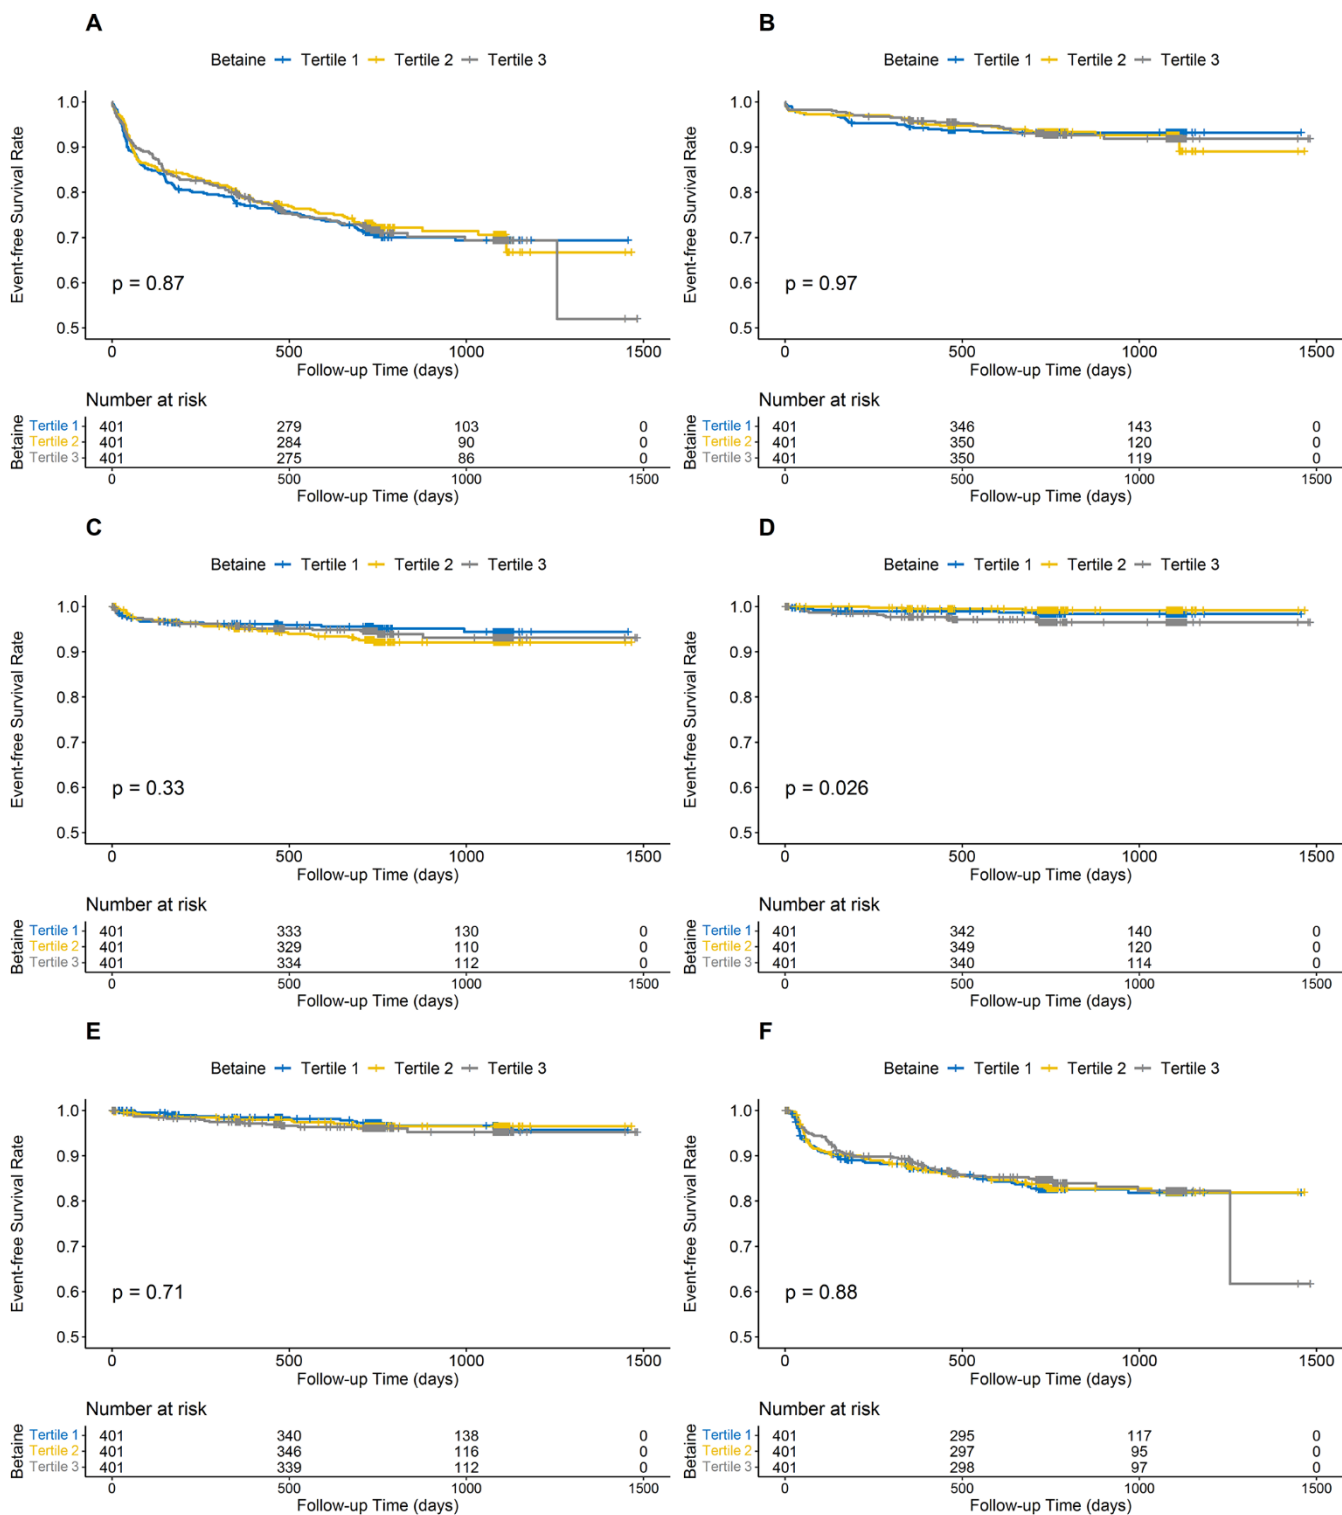 A
Betaine Tertile 1 Tertile 2 Tertile 3
Event-free Survival Rate
1.0
0.9
0.8
0.7
0.6
0.5
p = 0.87
0 500 1000 1500
Follow-up Time (days)
Number at risk
Betaine
Tertile 1 401 279 103 0
Tertile 2 401 284 90 0
Tertile 3 401 275 86 0
0 500 1000 1500
Follow-up Time (days)
B
Betaine Tertile 1 Tertile 2 Tertile 3
Event-free Survival Rate
1.0
0.9
0.8
0.7
0.6
0.5
p = 0.97
0 500 1000 1500
Follow-up Time (days)
Number at risk
Betaine
Tertile 1 401 346 143 0
Tertile 2 401 350 120 0
Tertile 3 401 350 119 0
0 500 1000 1500
Follow-up Time (days)
C
Betaine Tertile 1 Tertile 2 Tertile 3
Event-free Survival Rate
1.0
0.9
0.8
0.7
0.6
0.5
p = 0.33
0 500 1000 1500
Follow-up Time (days)
Number at risk
Betaine
Tertile 1 401 333 130 0
Tertile 2 401 329 110 0
Tertile 3 401 334 112 0
0 500 1000 1500
Follow-up Time (days)
D
Betaine Tertile 1 Tertile 2 Tertile 3
Event-free Survival Rate
1.0
0.9
0.8
0.7
0.6
0.5
p = 0.026
0 500 1000 1500
Follow-up Time (days)
Number at risk
Betaine
Tertile 1 401 342 140 0
Tertile 2 401 349 120 0
Tertile 3 401 340 114 0
0 500 1000 1500
Follow-up Time (days)
E
Betaine Tertile 1 Tertile 2 Tertile 3
Event-free Survival Rate
1.0
0.9
0.8
0.7
0.6
0.5
p = 0.71
0 500 1000 1500
Follow-up Time (days)
Number at risk
Betaine
Tertile 1 401 340 138 0
Tertile 2 401 346 116 0
Tertile 3 401 339 112 0
0 500 1000 1500
Follow-up Time (days)
F
Betaine Tertile 1 Tertile 2 Tertile 3
Event-free Survival Rate
1.0
0.9
0.8
0.7
0.6
0.5
p = 0.88
0 500 1000 1500
Follow-up Time (days)
Number at risk
Betaine
Tertile 1 401 295 117 0
Tertile 2 401 297 95 0
Tertile 3 401 298 97 0
0 500 1000 1500
Follow-up Time (days)